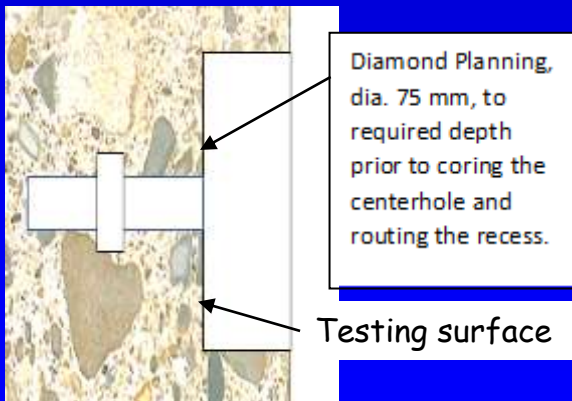 Diamond Planning,
dia. 75 mm, to
required depth
prior to coring the
centerhole and
routing the recess.
Testing surface